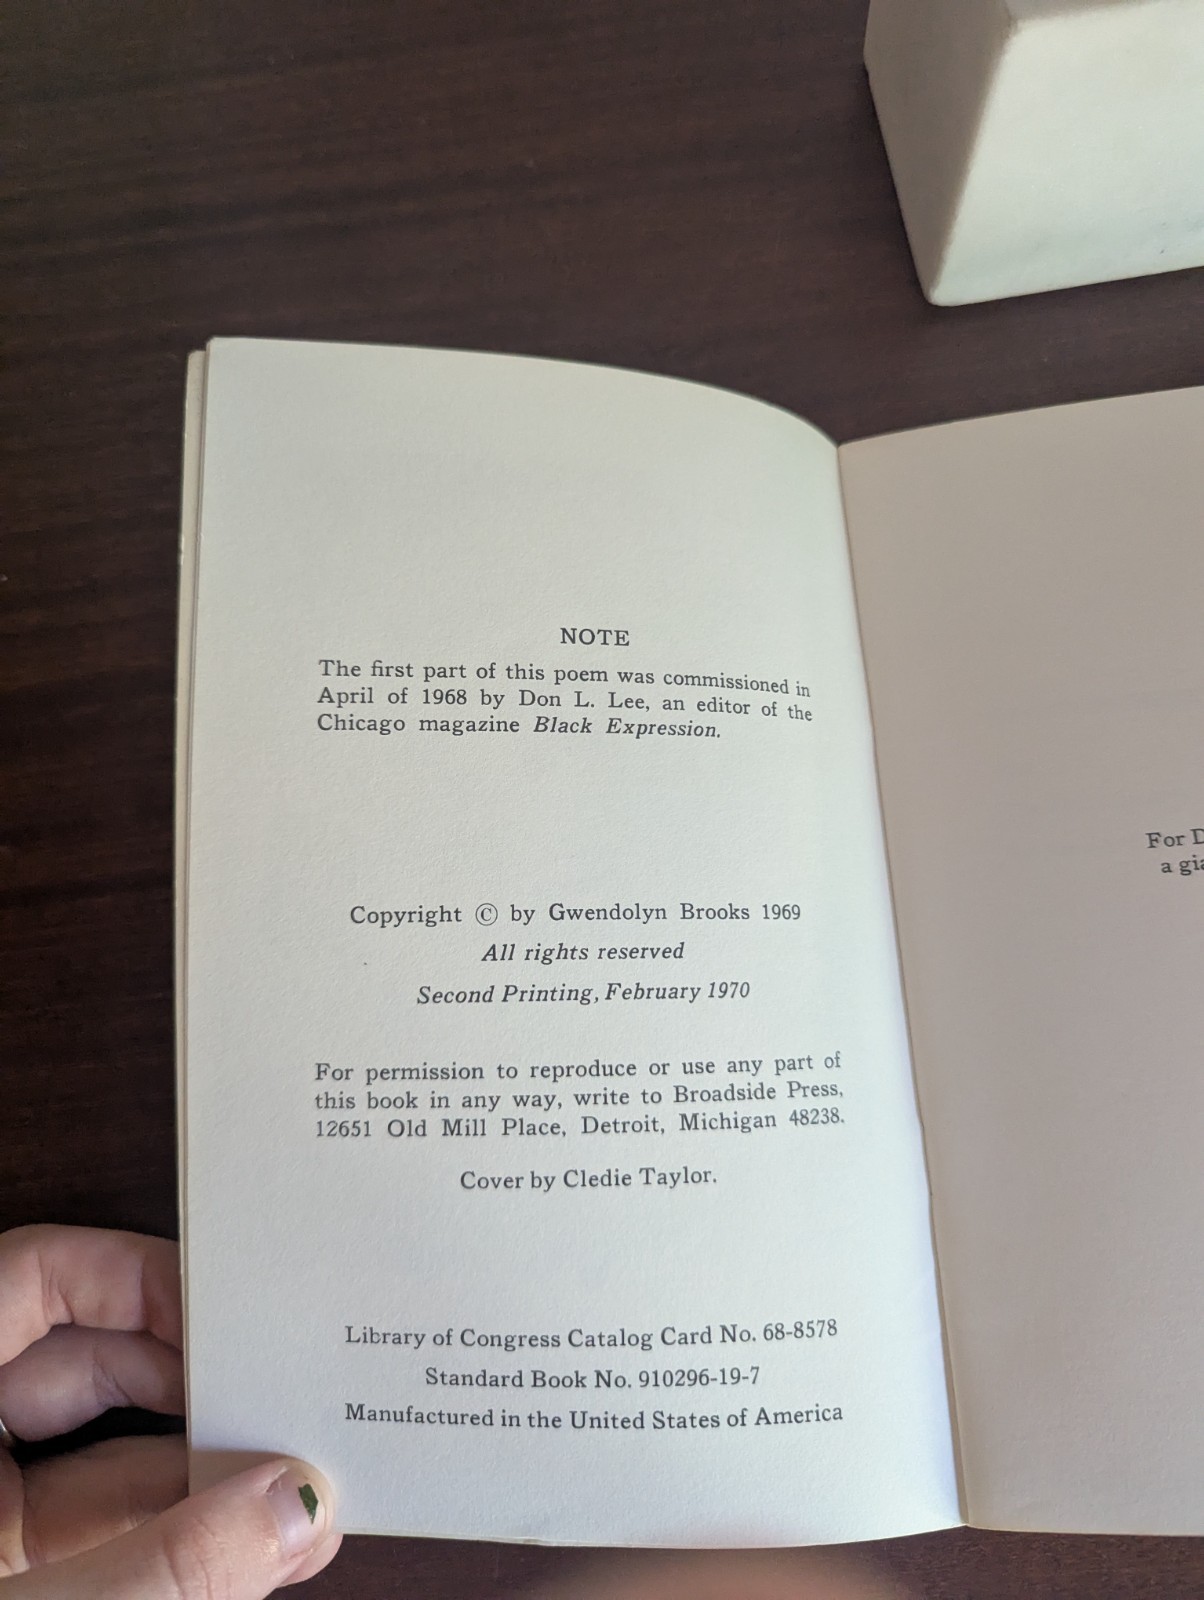 NOTE
The first part of this poem was commissioned in
April of 1968 by Don L. Lee, an editor of the
Chicago magazine Black Expression.
Copyright © by Gwendolyn Brooks 1969
All rights reserved
Second Printing, February 1970
For permission to reproduce or use any part of
this book in any way, write to Broadside Press,
12651 Old Mill Place, Detroit, Michigan 48238.
Cover by Cledie Taylor.
Library of Congress Catalog Card No. 68-8578
Standard Book No. 910296-19-7
Manufactured in the United States of America
For
a